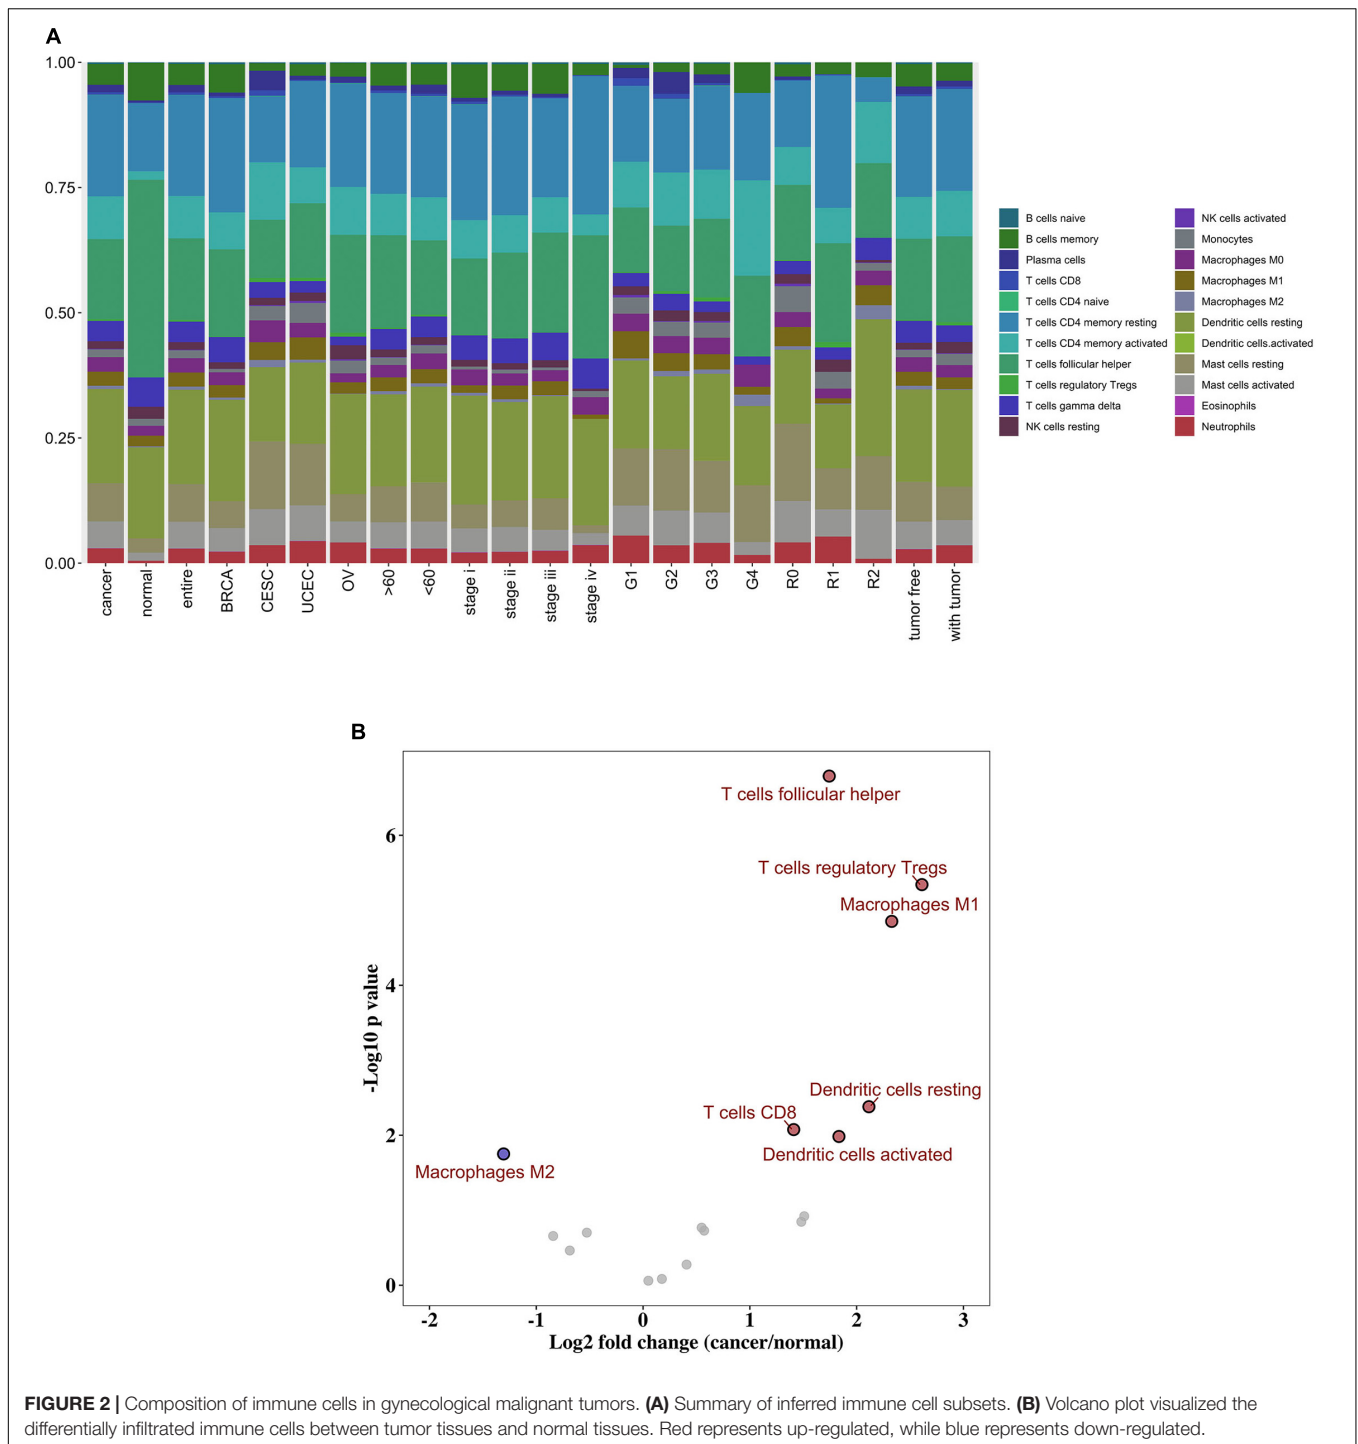 A
1.00
0.75
0.50
0.25
0.00
cancer
normal
entire
BRCA
CESC
UCEC
OV
>60
<60
stage i
stage ii
stage iii
stage iv
G1
G2
G3
G4
R0
R1
R2
tumor free
with tumor
B cells naive
B cells memory
Plasma cells
T cells CD8
T cells CD4 naive
T cells CD4 memory resting
T cells CD4 memory activated
T cells follicular helper
T cells regulatory Tregs
T cells gamma delta
NK cells resting
NK cells activated
Monocytes
Macrophages M0
Macrophages M1
Macrophages M2
Dendritic cells resting
Dendritic cells.activated
Mast cells resting
Mast cells activated
Eosinophils
Neutrophils
B
T cells follicular helper
T cells regulatory Tregs
Macrophages M1
Dendritic cells resting
T cells CD8
Dendritic cells activated
Macrophages M2
6
4
2
0
-Log10 p value
-2
-1
0
1
2
3
Log2 fold change (cancer/normal)
FIGURE 2 | Composition of immune cells in gynecological malignant tumors. (A) Summary of inferred immune cell subsets. (B) Volcano plot visualized the
differentially infiltrated immune cells between tumor tissues and normal tissues. Red represents up-regulated, while blue represents down-regulated.